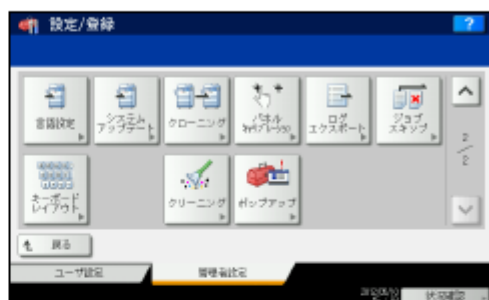 設定/登録
?
言語設定
システム
アップデート
クローニング
パネル
キャリブレーション
ログ
エクスポート
ジョブ
スキップ
2
2
キーボード
レイアウト
クリーニング
ポップアップ
戻る
ユーザ設定
管理者設定
状況確認